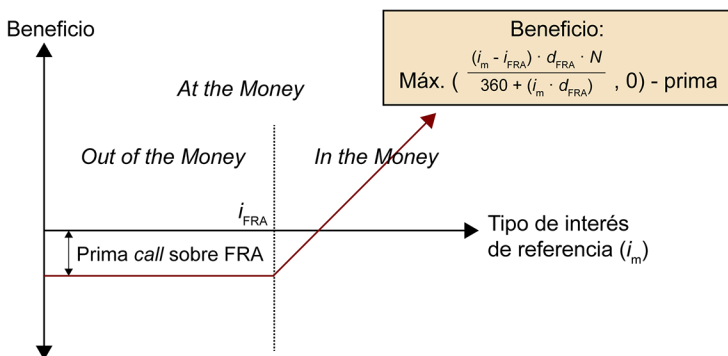 Beneficio
Beneficio:
Máx. ( (i_m - i_FRA) · d_FRA · N / 360 + (i_m · d_FRA) , 0) - prima
At the Money
Out of the Money
In the Money
i_FRA
Tipo de interés
de referencia (i_m)
Prima call sobre FRA